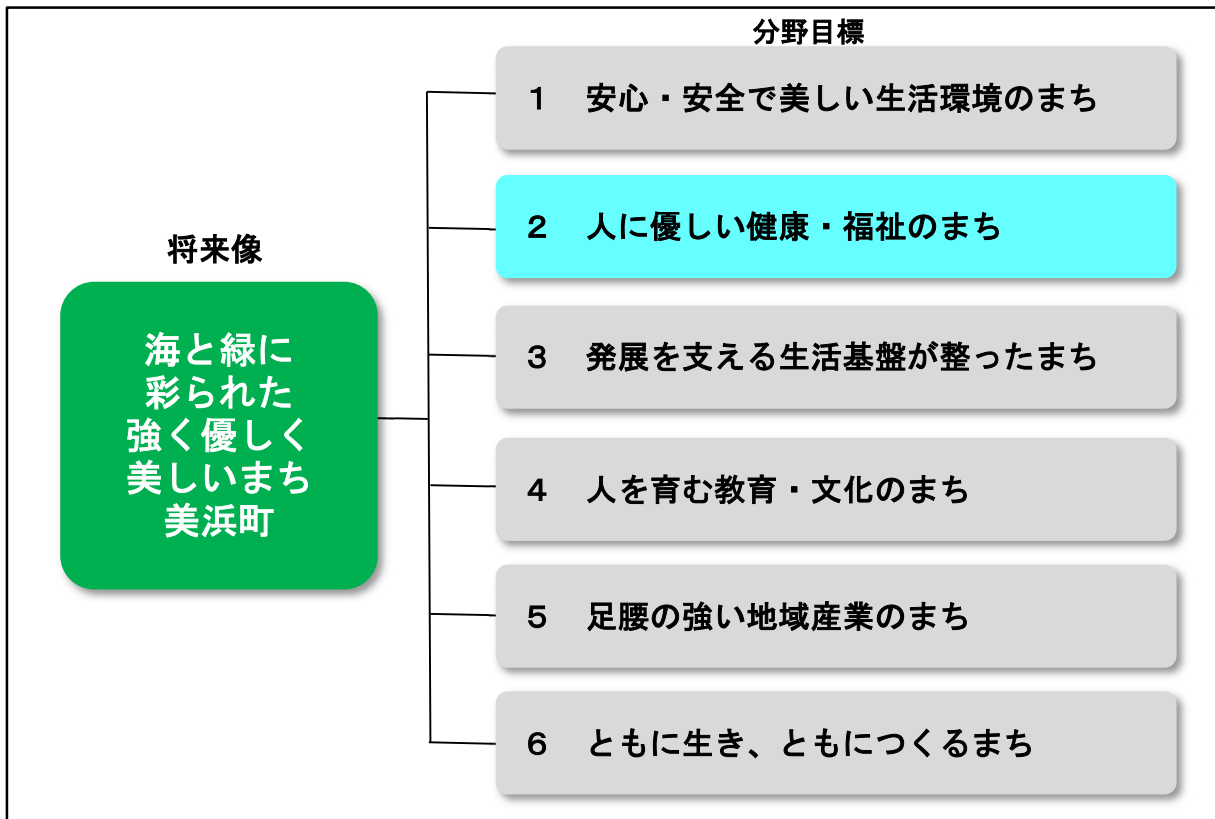 分野目標
1 安心・安全で美しい生活環境のまち
2 人に優しい健康・福祉のまち
将来像
海と緑に
彩られた
強く優しく
美しいまち
美浜町
3 発展を支える生活基盤が整ったまち
4 人を育む教育・文化のまち
5 足腰の強い地域産業のまち
6 ともに生き、ともにつくるまち